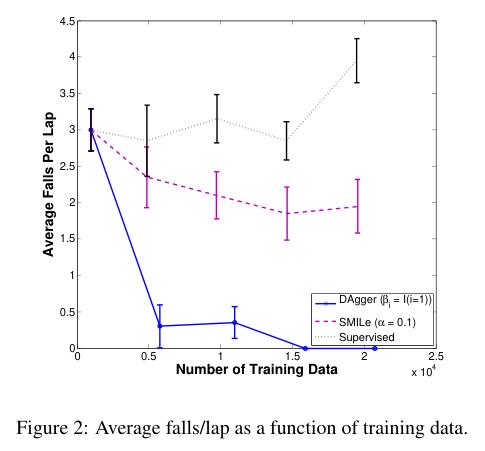 4.5
4
3.5
3
2.5
2
1.5
1
0.5
0
Average Falls Per Lap
DAgger (βi = I(i=1))
SMILe (α = 0.1)
Supervised
0 0.5 1 1.5 2 2.5
Number of Training Data
x 10^4
Figure 2: Average falls/lap as a function of training data.